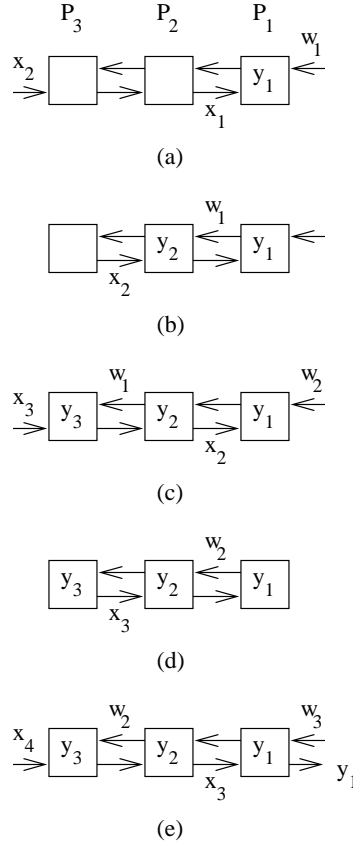 P₃ P₂ P₁
x₂ w₁
y₁
x₁
(a)
w₁
y₂ y₁
x₂
(b)
x₃ w₁ w₂
y₃ y₂ y₁
x₂
(c)
w₂
y₃ y₂ y₁
x₃
(d)
x₄ w₂ w₃
y₃ y₂ y₁ y₁
x₃
(e)